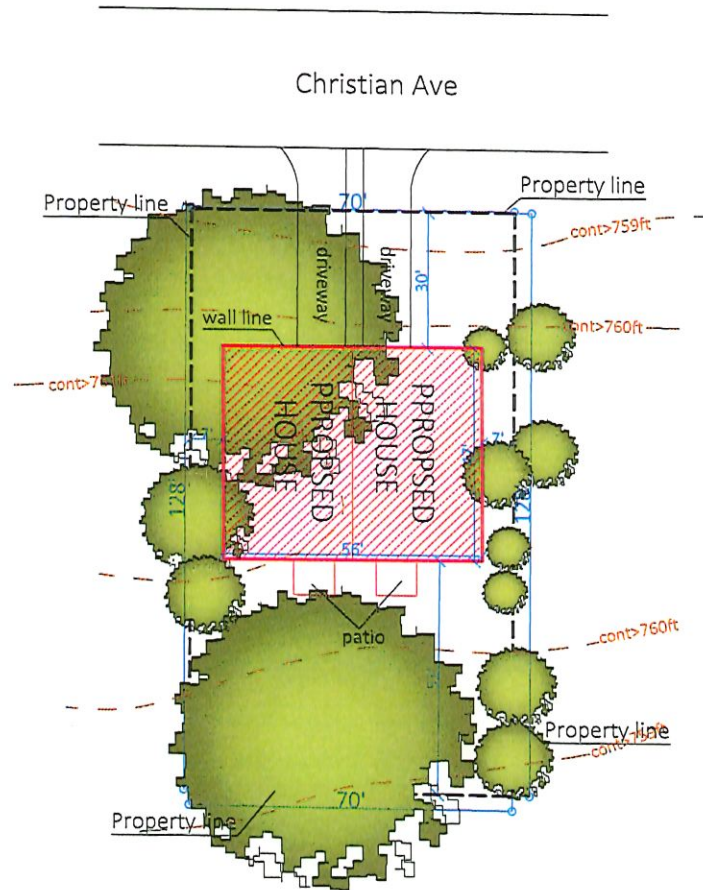 Christian Ave
Property line
70'
Property line
cont>759ft
driveway
driveway
30'
wall line
cont>760ft
PPROPSED
HOUSE
PPROPSED
HOUSE
7'
128'
56'
patio
cont>760ft
Property line
Property line
70'